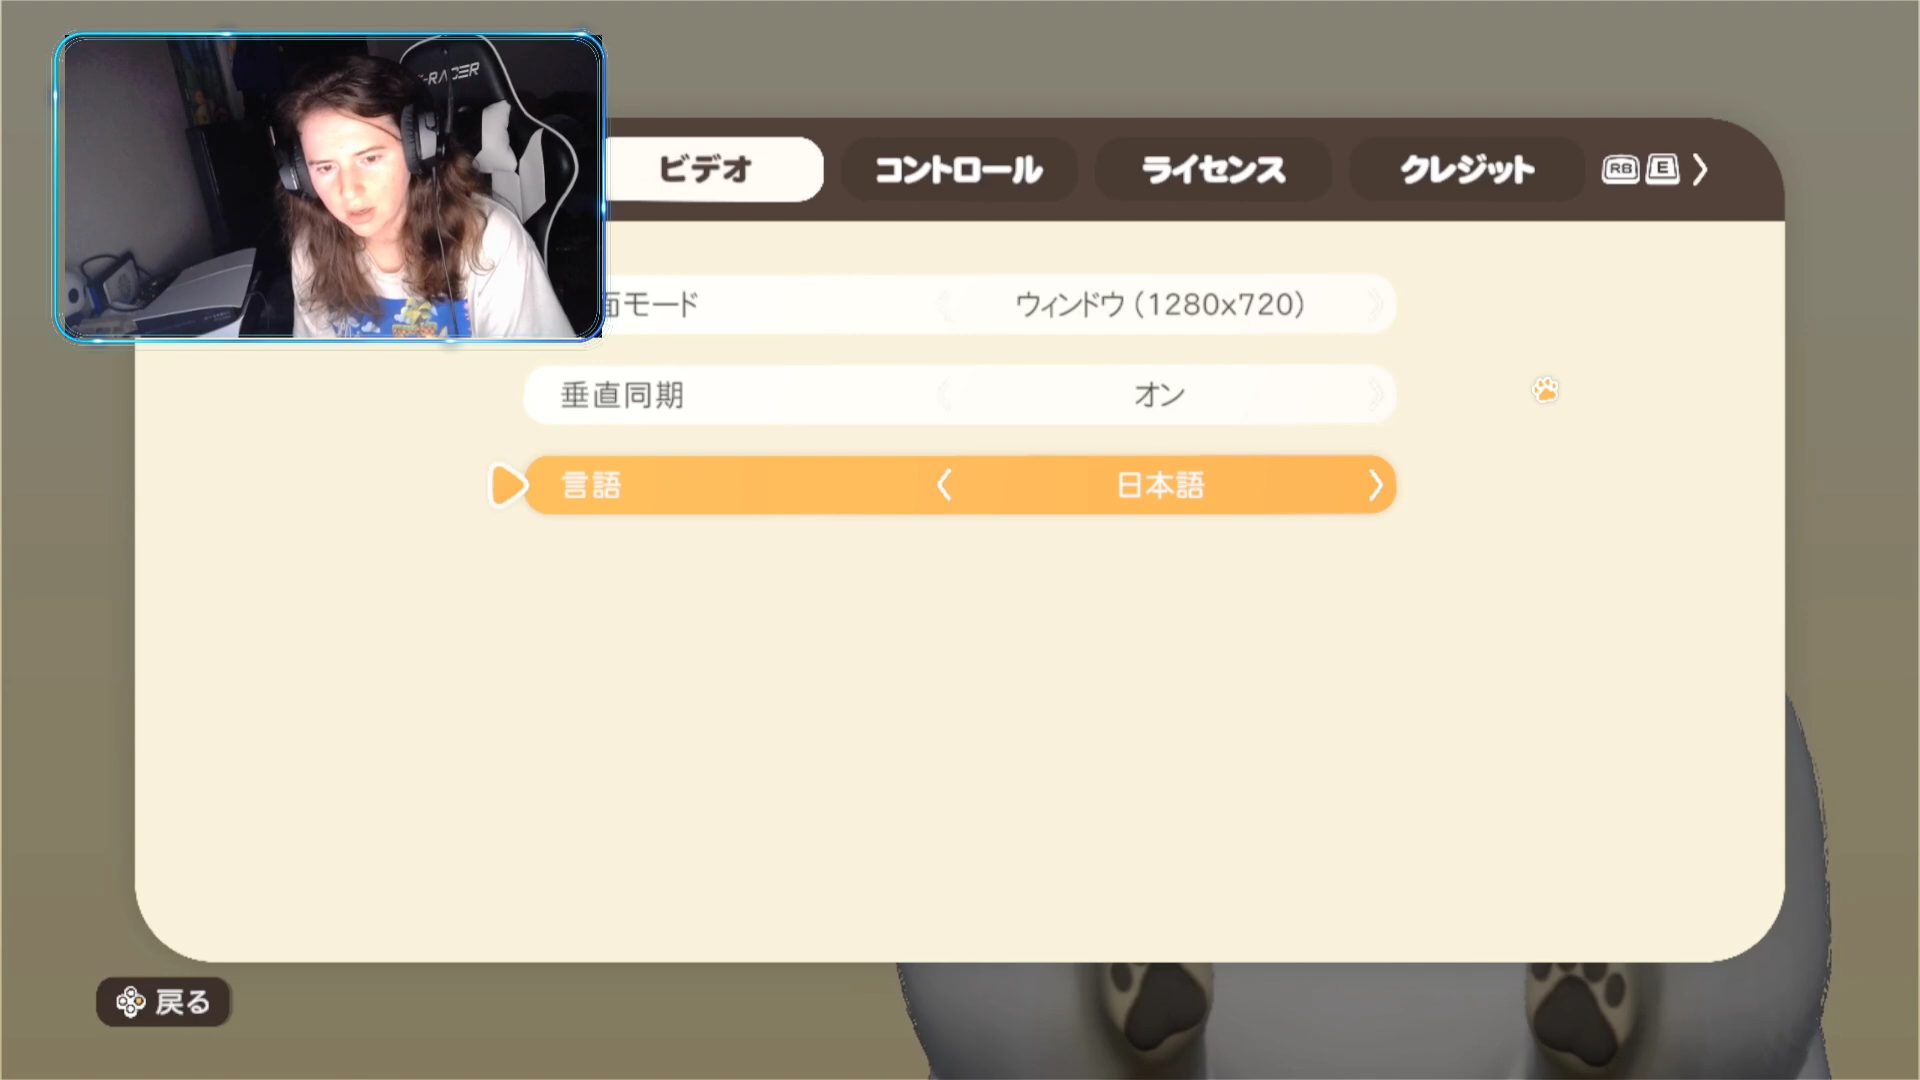 -RACER
ビデオ
コントロール
ライセンス
クレジット
RB
E
面モード
ウィンドウ (1280x720)
垂直同期
オン
言語
日本語
戻る